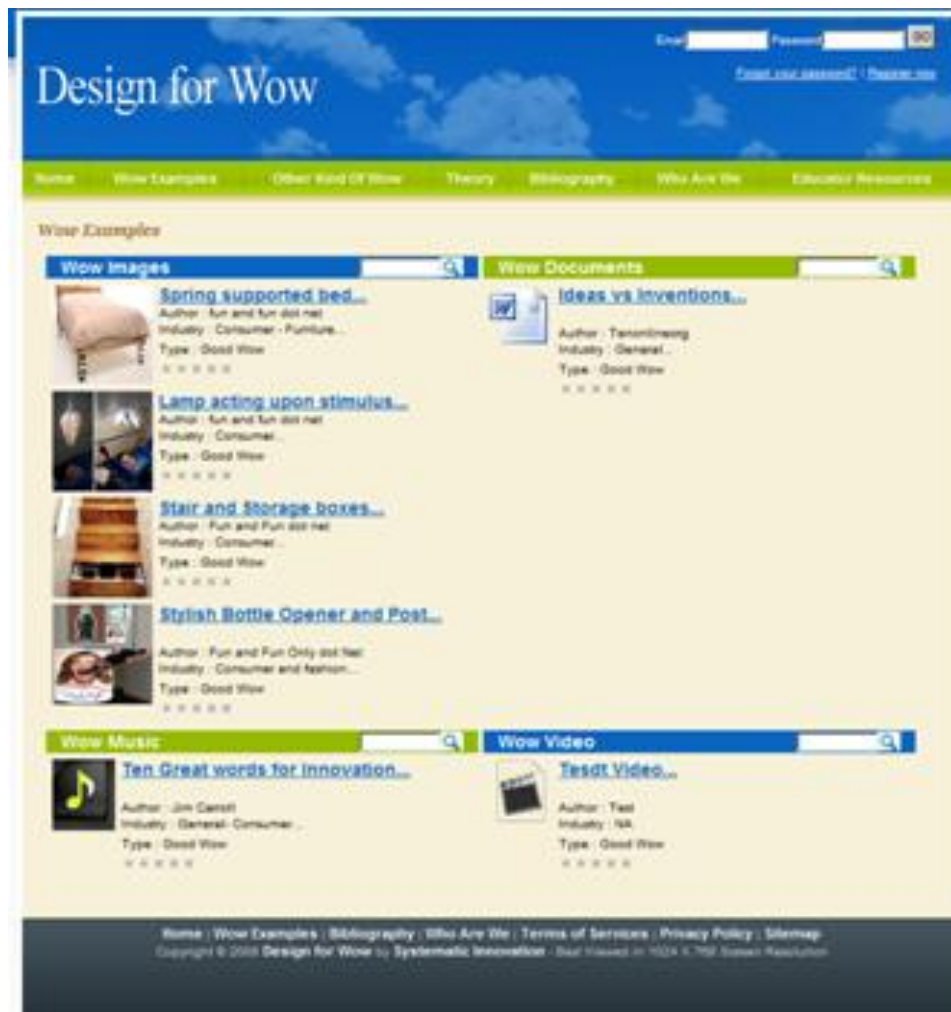 Email Password GO
Design for Wow
Forgot your password? | Register now
Home Wow Examples Other Kind Of Wow Theory Bibliography Who Are We Educator Resources
Wow Examples
Wow Images
Spring supported bed...
Author : fun and fun dot net
Industry : Consumer - Furniture...
Type : Good Wow
Lamp acting upon stimulus...
Author : fun and fun dot net
Industry : Consumer...
Type : Good Wow
Stair and Storage boxes...
Author : Fun and Fun dot net
Industry : Consumer...
Type : Good Wow
Stylish Bottle Opener and Post...
Author : Fun and Fun Only dot Net
Industry : Consumer and fashion...
Type : Good Wow
Wow Documents
Ideas vs Inventions...
Author :
Industry : General...
Type : Good Wow
Wow Music
Ten Great words for Innovation...
Author : Jim Carroll
Industry : General- Consumer...
Type : Good Wow
Wow Video
Tesdt Video...
Author : Test
Industry : NA
Type : Good Wow
Home | Wow Examples | Bibliography | Who Are We | Terms of Services | Privacy Policy | Sitemap
Copyright © Design for Wow by Systematic Innovation - Best Viewed in 1024 X 768 Screen Resolution